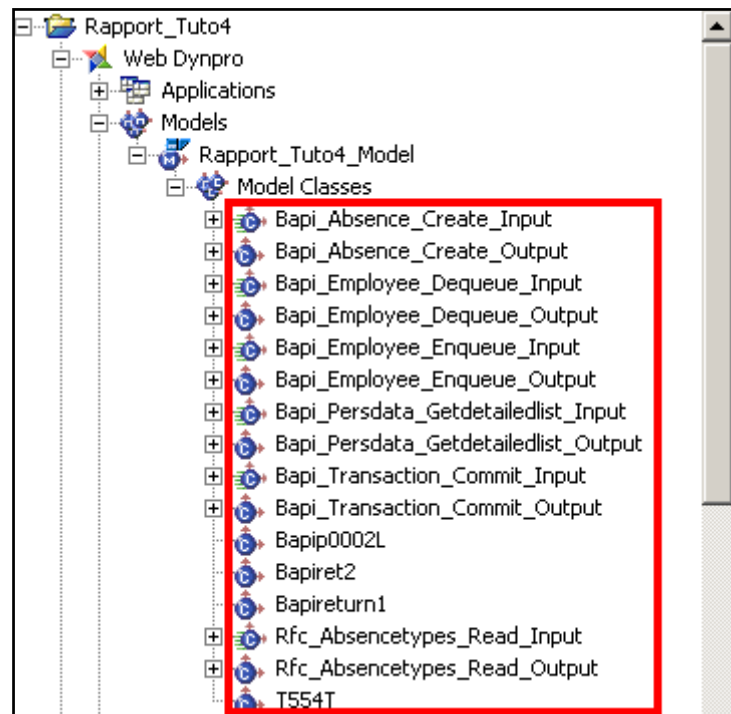 Rapport_Tuto4
Web Dynpro
Applications
Models
Rapport_Tuto4_Model
Model Classes
Bapi_Absence_Create_Input
Bapi_Absence_Create_Output
Bapi_Employee_Dequeue_Input
Bapi_Employee_Dequeue_Output
Bapi_Employee_Enqueue_Input
Bapi_Employee_Enqueue_Output
Bapi_Persdata_Getdetailedlist_Input
Bapi_Persdata_Getdetailedlist_Output
Bapi_Transaction_Commit_Input
Bapi_Transaction_Commit_Output
Bapip0002L
Bapiret2
Bapireturn1
Rfc_Absencetypes_Read_Input
Rfc_Absencetypes_Read_Output
T554T